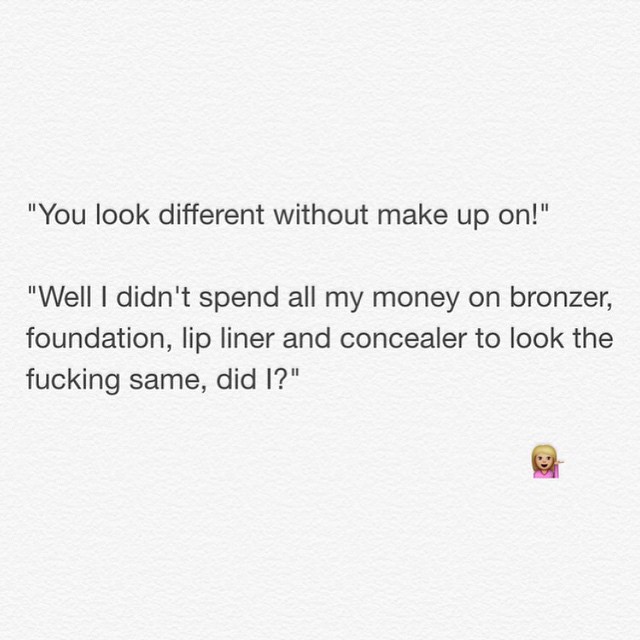 "You look different without make up on!"
"Well I didn't spend all my money on bronzer,
foundation, lip liner and concealer to look the
fucking same, did I?"